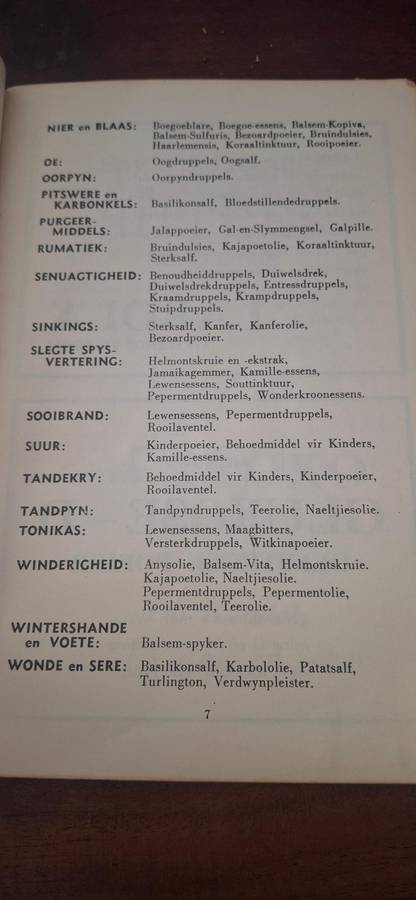 NIER en BLAAS: Boegoeblare, Boegoe-essens, Balsem-Kopiva,
Balsem-Sulfuris, Bezoardpoeier, Bruindulsies,
Haarlemensis, Koraaltinktuur, Rooipoeier.
OE: Oogdruppels, Oogsalf.
OORPYN: Oorpyndruppels.
PITSWERE en
KARBONKELS: Basilikonsalf, Bloedstillendedruppels.
PURGEER-
MIDDELS: Jalappoeier, Gal-en-Slymmengsel, Galpille.
RUMATIEK: Bruindulsies, Kajapoetolie, Koraaltinktuur,
Sterksalf.
SENUAGTIGHEID: Benoudheiddruppels, Duiwelsdrek,
Duiwelsdrekdruppels, Entressdruppels,
Kraamdruppels, Krampdruppels,
Stuipdruppels.
SINKINGS: Sterksalf, Kanfer, Kanferolie,
Bezoardpoeier.
SLEGTE SPYS-
VERTERING: Helmontskruie en -ekstrak,
Jamaikagemmer, Kamille-essens,
Lewensessens, Souttinktuur,
Pepermentdruppels, Wonderkroonessens.
SOOIBRAND: Lewensessens, Pepermentdruppels,
Rooilaventel.
SUUR: Kinderpoeier, Behoedmiddel vir Kinders,
Kamille-essens.
TANDEKRY: Behoedmiddel vir Kinders, Kinderpoeier,
Rooilaventel.
TANDPYN: Tandpyndruppels, Teerolie, Naeltjiesolie.
TONIKAS: Lewensessens, Maagbitters,
Versterkdruppels, Witkinapoeier.
WINDERIGHEID: Anysolie, Balsem-Vita, Helmontskruie.
Kajapoetolie, Naeltjiesolie.
Pepermentdruppels, Pepermentolie,
Rooilaventel, Teerolie.
WINTERSHANDE
en VOETE: Balsem-spyker.
WONDE en SERE: Basilikonsalf, Karbololie, Patatsalf,
Turlington, Verdwynpleister.
7